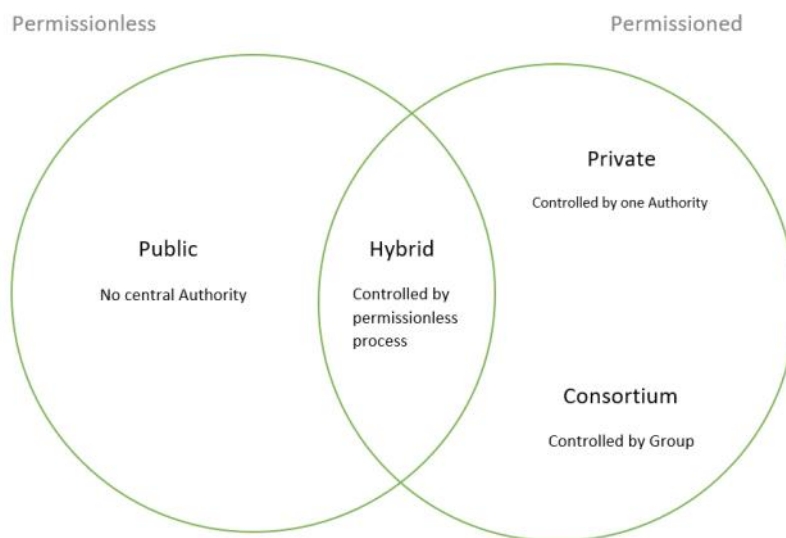 Permissionless
Permissioned
Public
No central Authority
Hybrid
Controlled by
permissionless
process
Private
Controlled by one Authority
Consortium
Controlled by Group